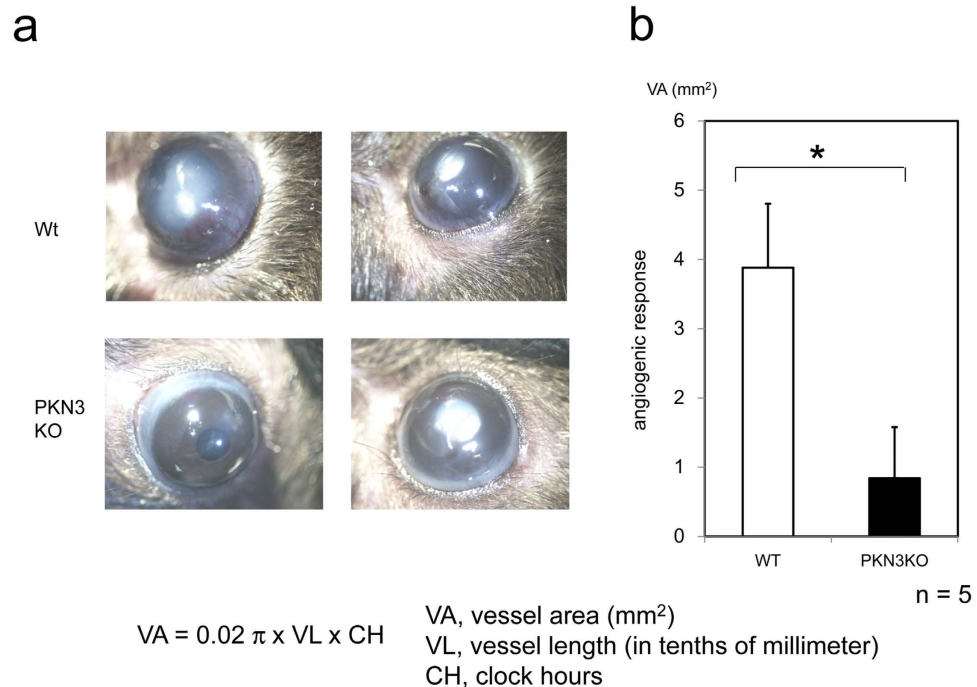 a
Wt
PKN3
KO
b
VA (mm²)
6
5
4
3
2
1
0
angiogenic response
*
WT
PKN3KO
n = 5
VA = 0.02 π x VL x CH
VA, vessel area (mm²)
VL, vessel length (in tenths of millimeter)
CH, clock hours